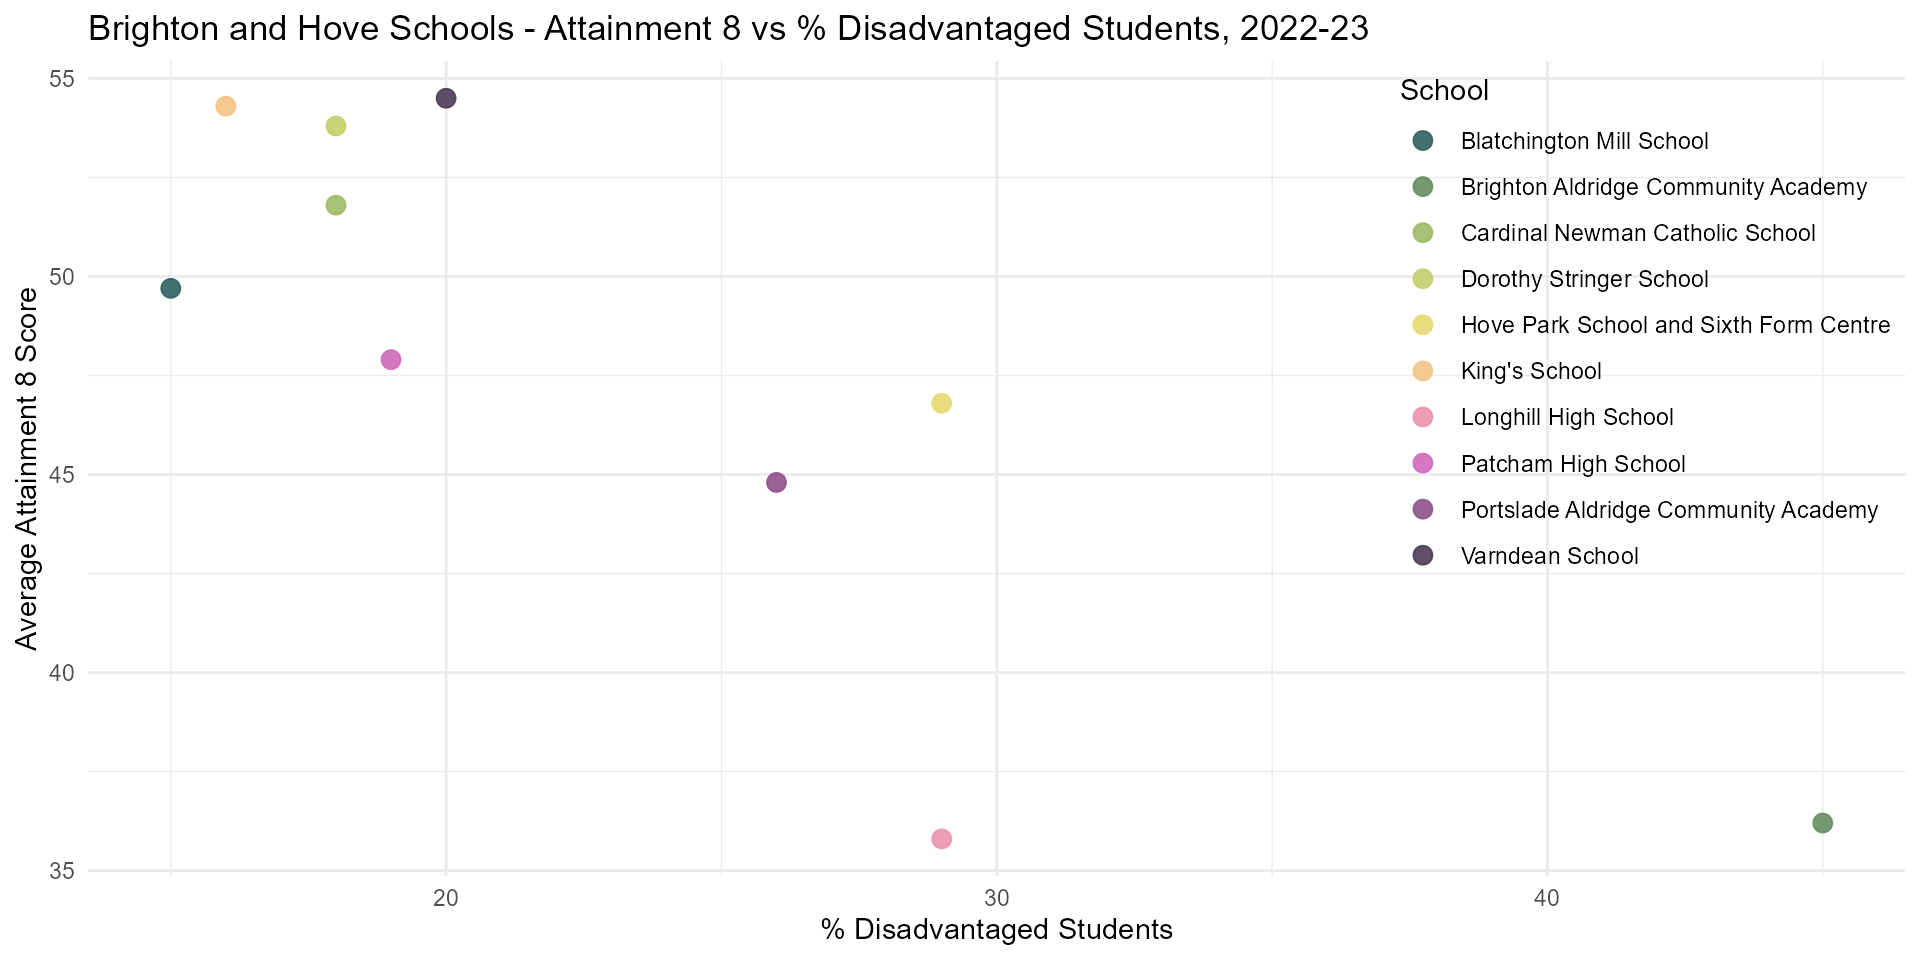 Brighton and Hove Schools - Attainment 8 vs % Disadvantaged Students, 2022-23
55
50
45
40
35
Average Attainment 8 Score
School
Blatchington Mill School
Brighton Aldridge Community Academy
Cardinal Newman Catholic School
Dorothy Stringer School
Hove Park School and Sixth Form Centre
King's School
Longhill High School
Patcham High School
Portslade Aldridge Community Academy
Varndean School
20
30
40
% Disadvantaged Students